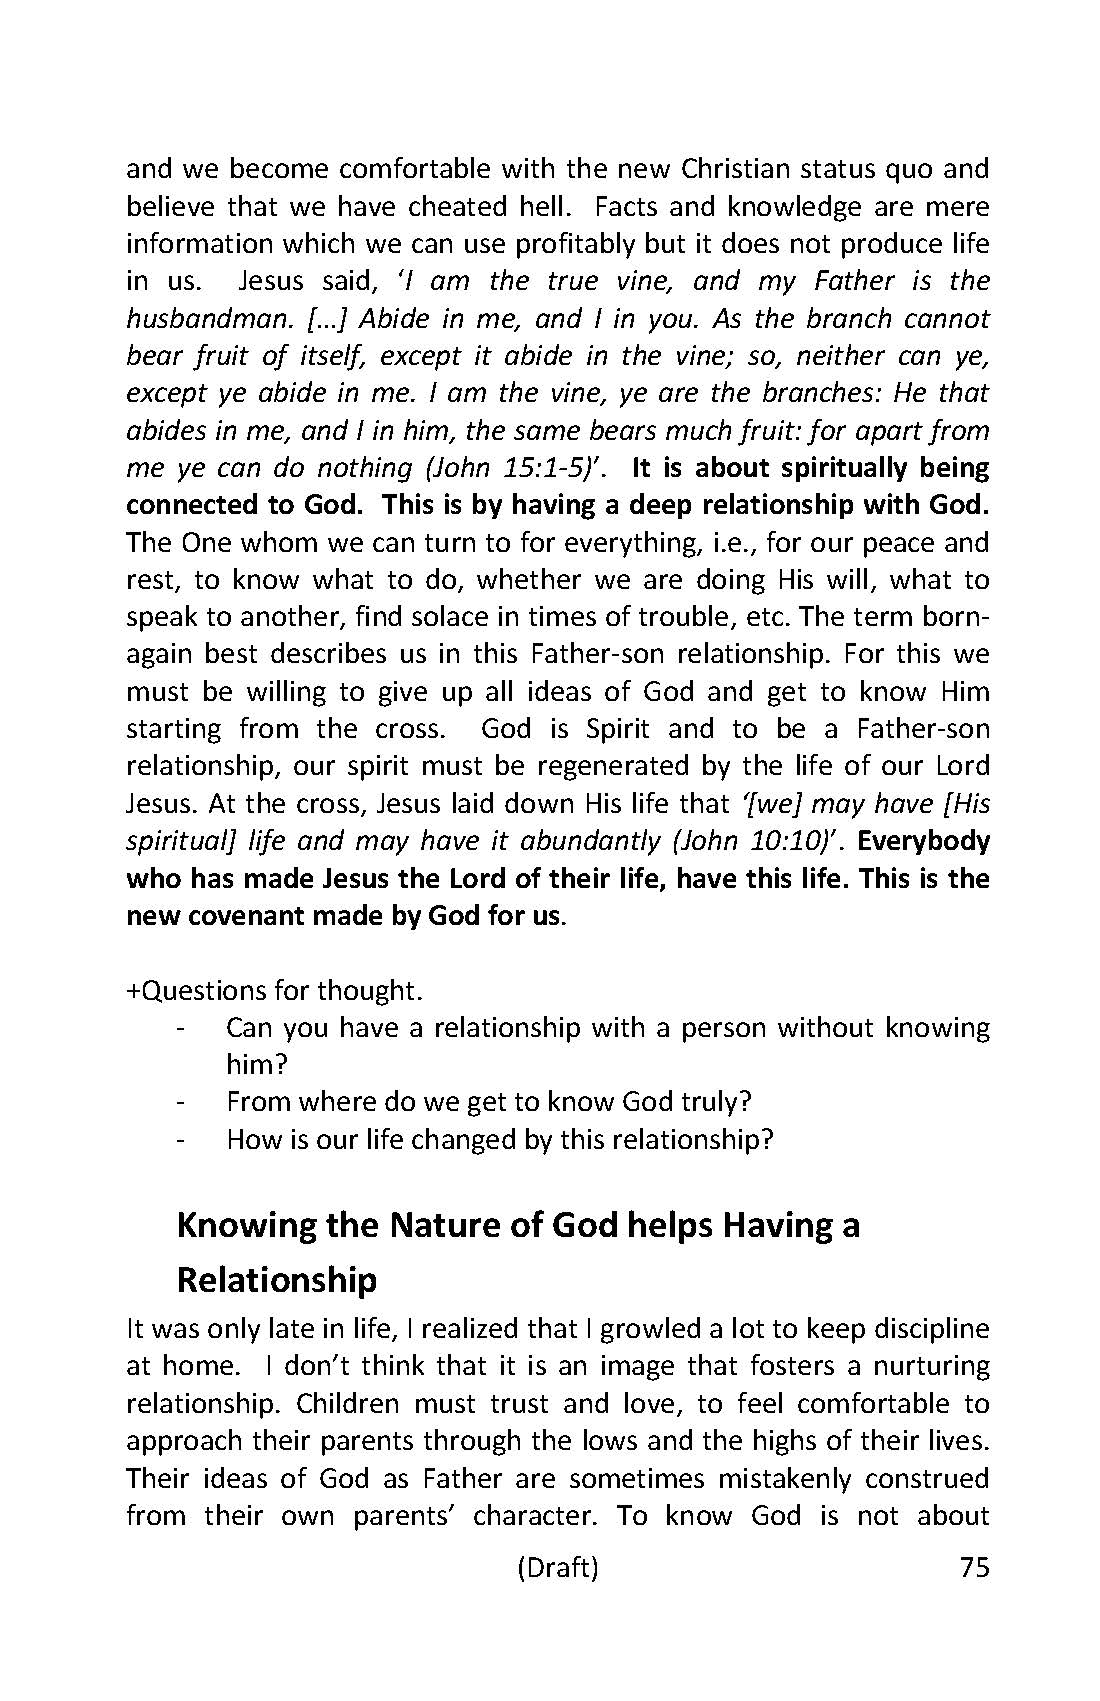 and we become comfortable with the new Christian status quo and
believe that we have cheated hell.  Facts and knowledge are mere
information which we can use profitably but it does not produce life
in us.  Jesus said, ‘I am the true vine, and my Father is the
husbandman. [...] Abide in me, and I in you. As the branch cannot
bear fruit of itself, except it abide in the vine; so, neither can ye,
except ye abide in me. I am the vine, ye are the branches: He that
abides in me, and I in him, the same bears much fruit: for apart from
me ye can do nothing (John 15:1-5)’.  It is about spiritually being
connected to God.  This is by having a deep relationship with God.
The One whom we can turn to for everything, i.e., for our peace and
rest, to know what to do, whether we are doing His will, what to
speak to another, find solace in times of trouble, etc. The term born-
again best describes us in this Father-son relationship. For this we
must be willing to give up all ideas of God and get to know Him
starting from the cross.  God is Spirit and to be a Father-son
relationship, our spirit must be regenerated by the life of our Lord
Jesus. At the cross, Jesus laid down His life that ‘[we] may have [His
spiritual] life and may have it abundantly (John 10:10)’. Everybody
who has made Jesus the Lord of their life, have this life. This is the
new covenant made by God for us.
+Questions for thought.
- Can you have a relationship with a person without knowing
him?
- From where do we get to know God truly?
- How is our life changed by this relationship?
Knowing the Nature of God helps Having a
Relationship
It was only late in life, I realized that I growled a lot to keep discipline
at home.  I don’t think that it is an image that fosters a nurturing
relationship. Children must trust and love, to feel comfortable to
approach their parents through the lows and the highs of their lives.
Their ideas of God as Father are sometimes mistakenly construed
from their own parents’ character. To know God is not about
(Draft) 75